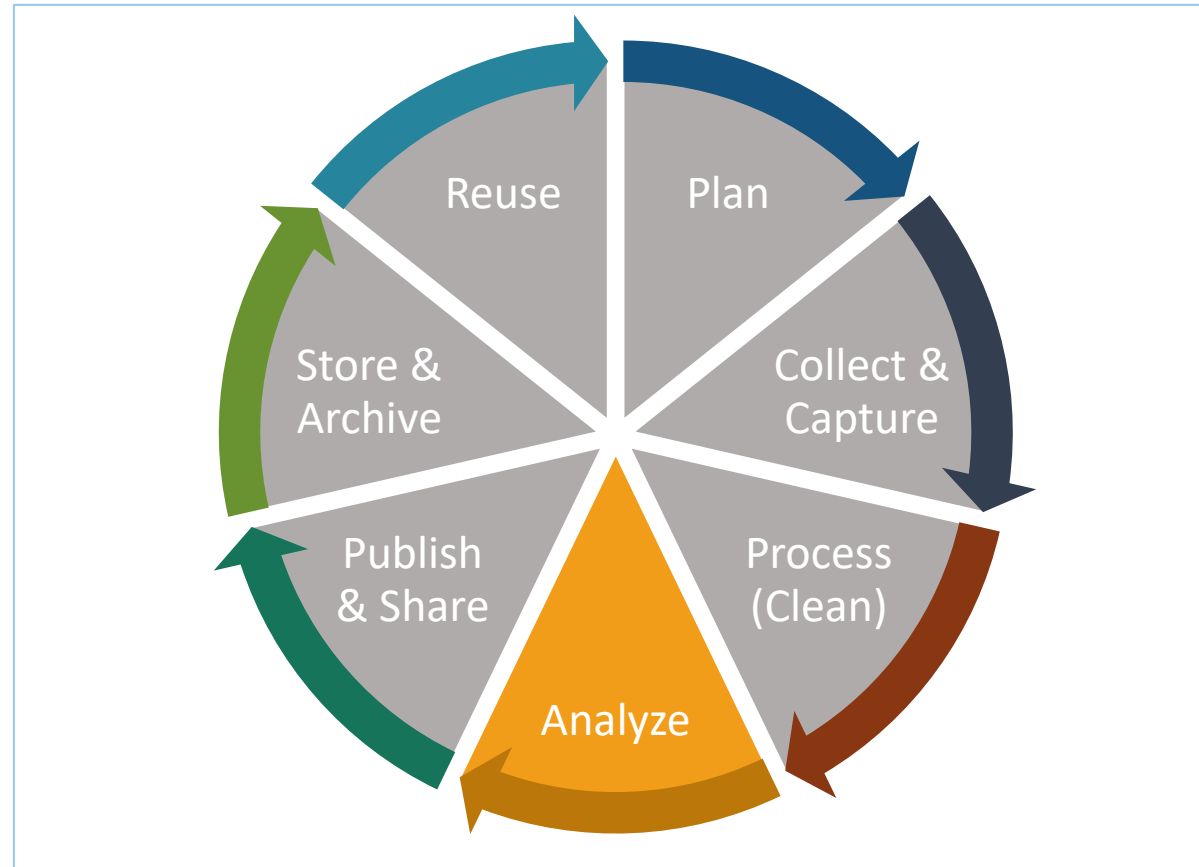 Reuse
Plan
Store &
Archive
Collect &
Capture
Publish
& Share
Process
(Clean)
Analyze